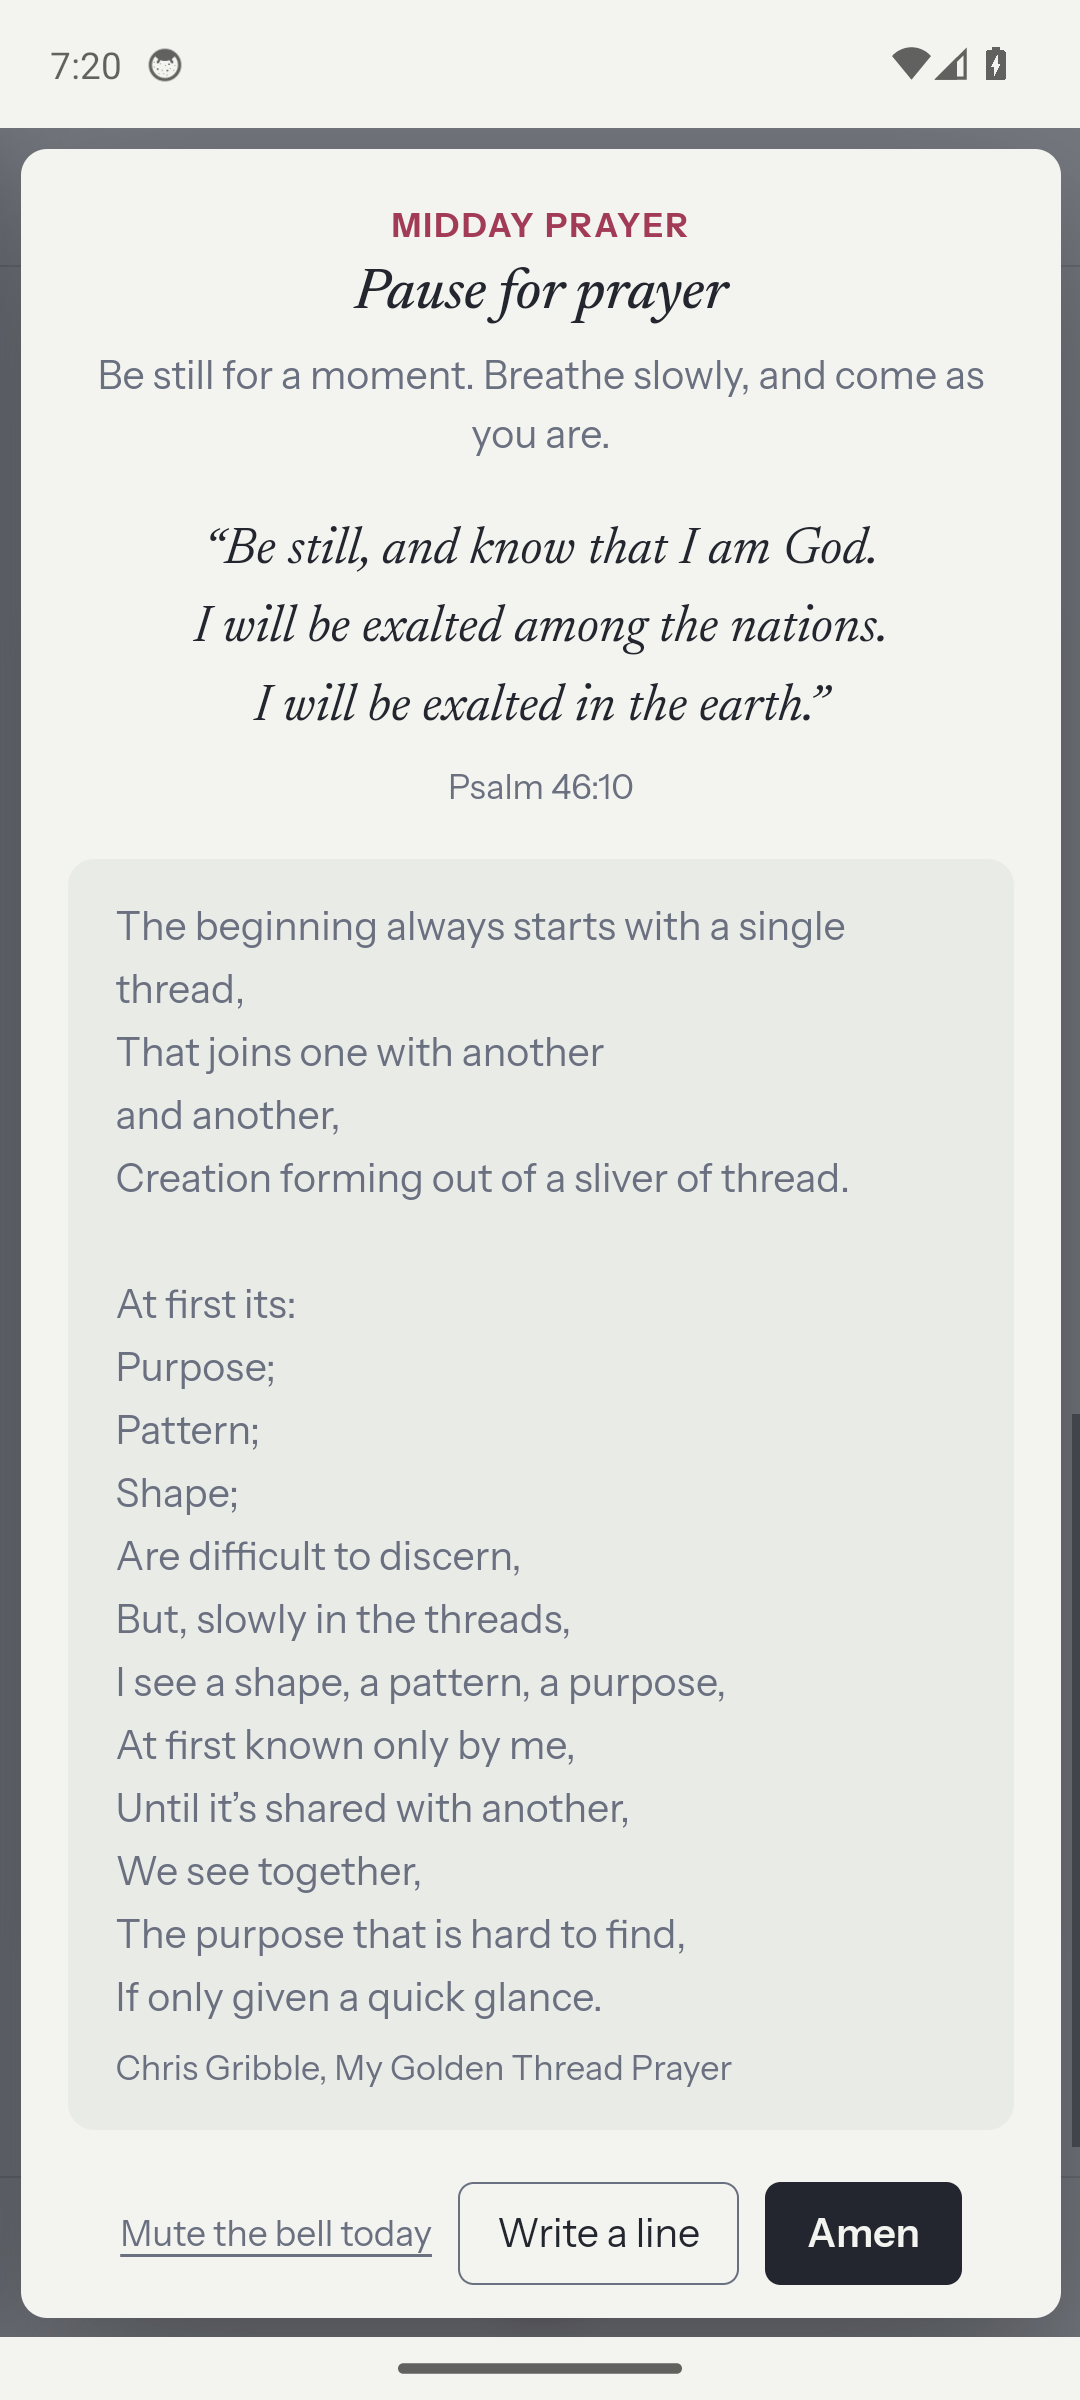 7:20
MIDDAY PRAYER
Pause for prayer
Be still for a moment. Breathe slowly, and come as
you are.
“Be still, and know that I am God.
I will be exalted among the nations.
I will be exalted in the earth.”
Psalm 46:10
The beginning always starts with a single
thread,
That joins one with another
and another,
Creation forming out of a sliver of thread.
At first its:
Purpose;
Pattern;
Shape;
Are difficult to discern,
But, slowly in the threads,
I see a shape, a pattern, a purpose,
At first known only by me,
Until it’s shared with another,
We see together,
The purpose that is hard to find,
If only given a quick glance.
Chris Gribble, My Golden Thread Prayer
Mute the bell today
Write a line
Amen